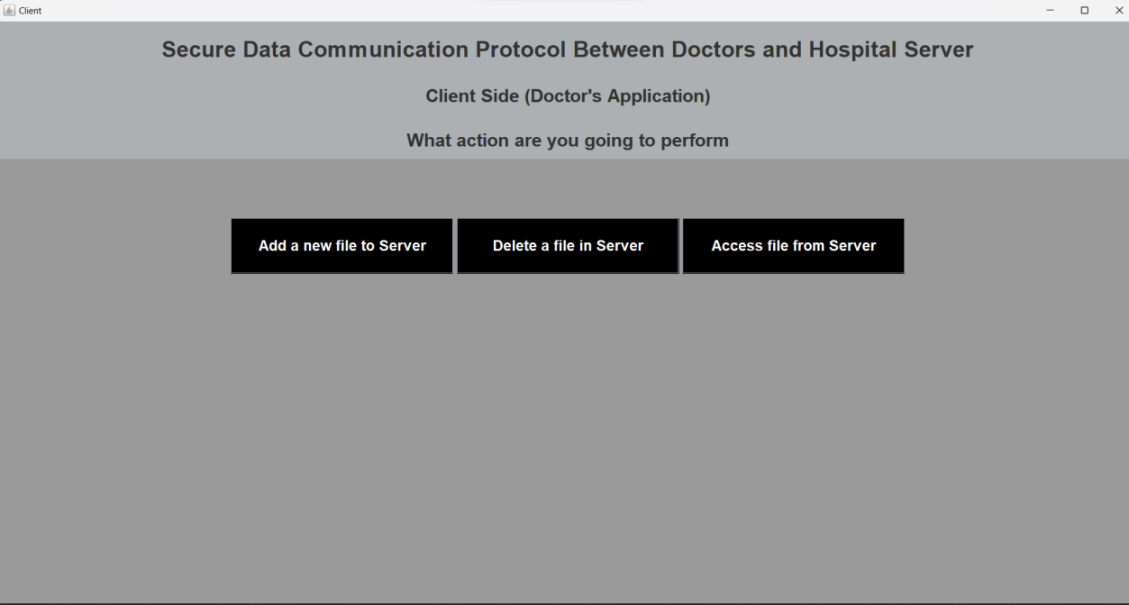 Client
Secure Data Communication Protocol Between Doctors and Hospital Server
Client Side (Doctor's Application)
What action are you going to perform
Add a new file to Server
Delete a file in Server
Access file from Server